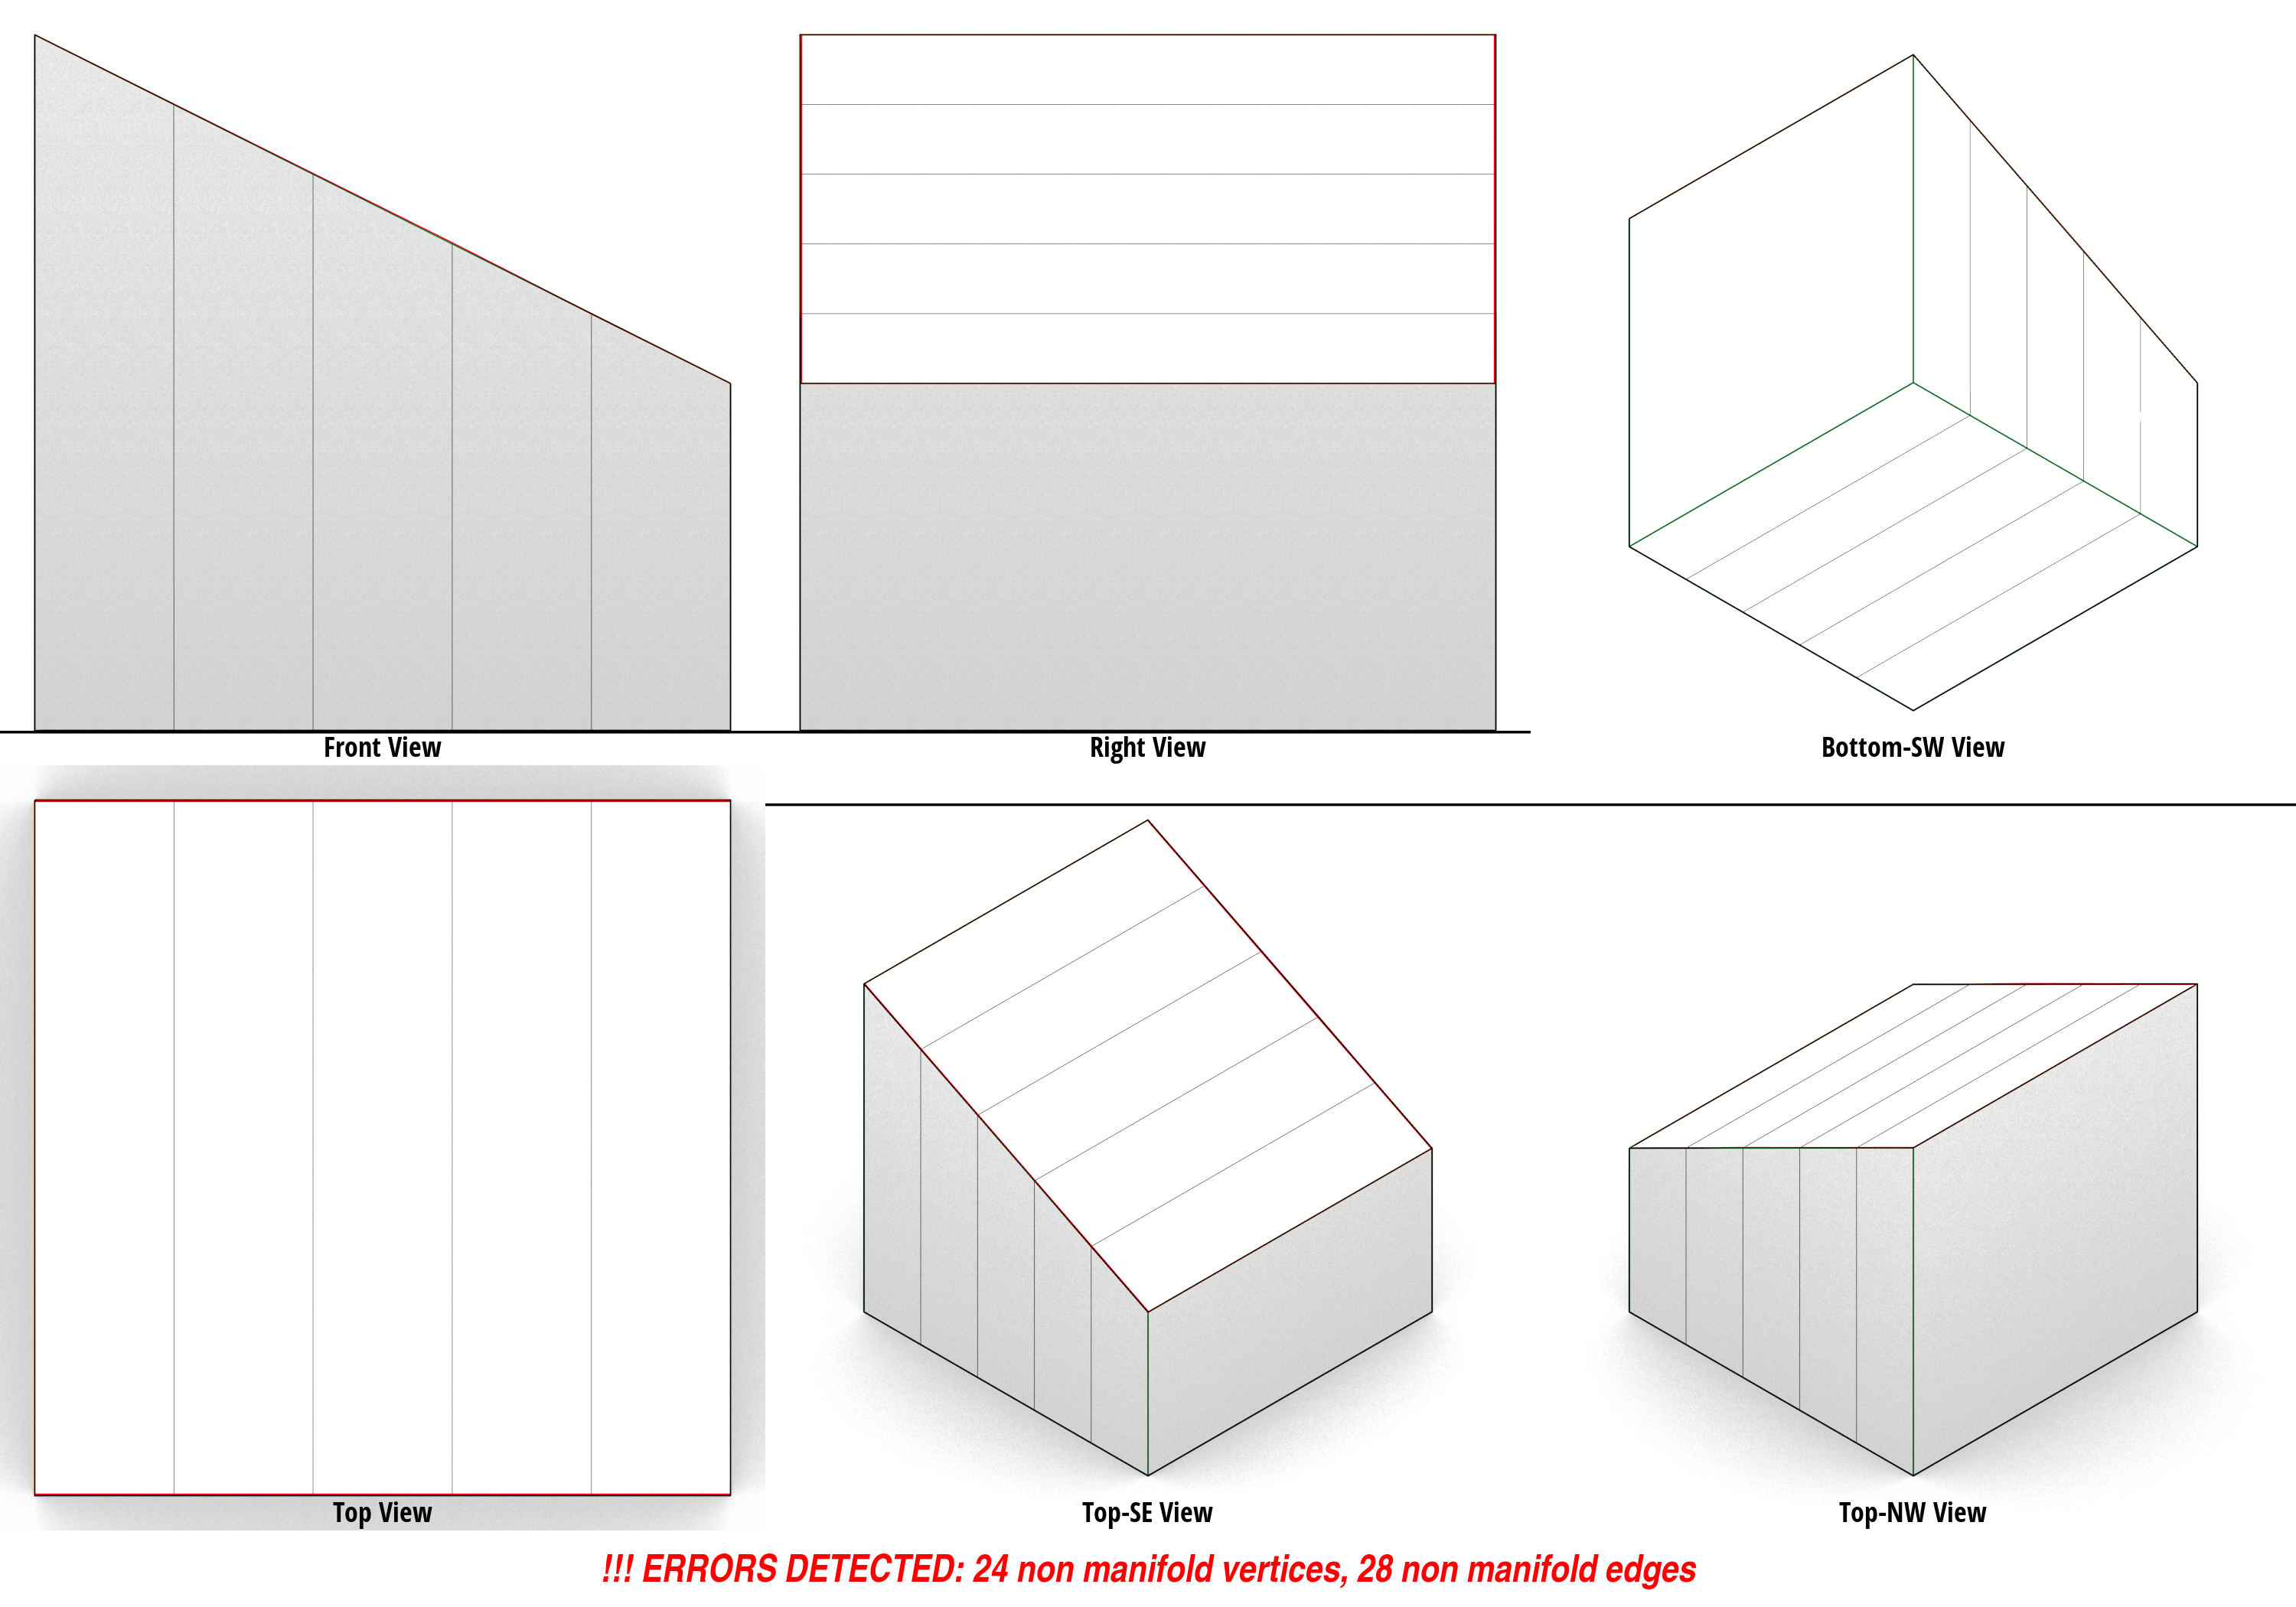 Front View
Right View
Bottom-SW View
Top View
Top-SE View
Top-NW View
!!! ERRORS DETECTED: 24 non manifold vertices, 28 non manifold edges